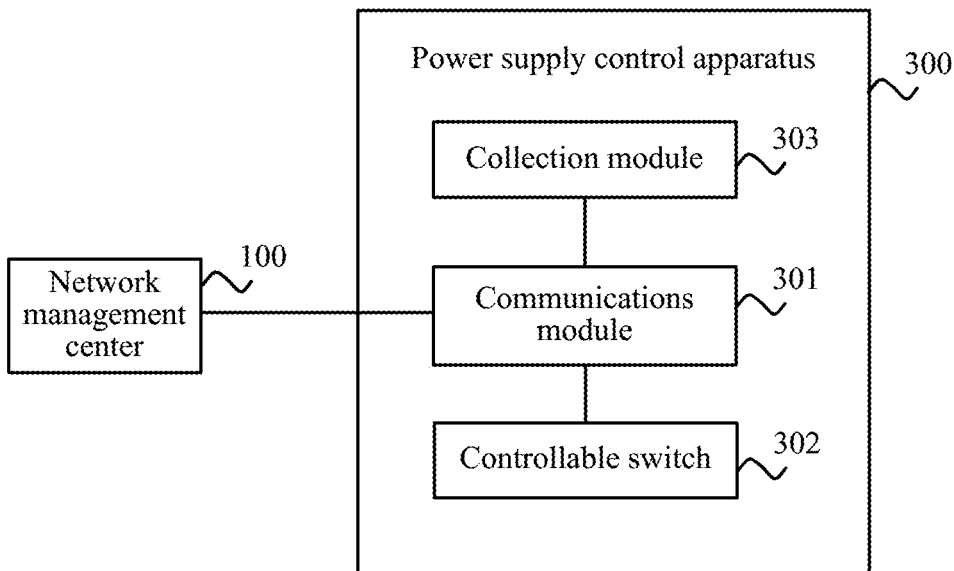 Power supply control apparatus
300
303
Collection module
100
Network
management
center
301
Communications
module
302
Controllable switch